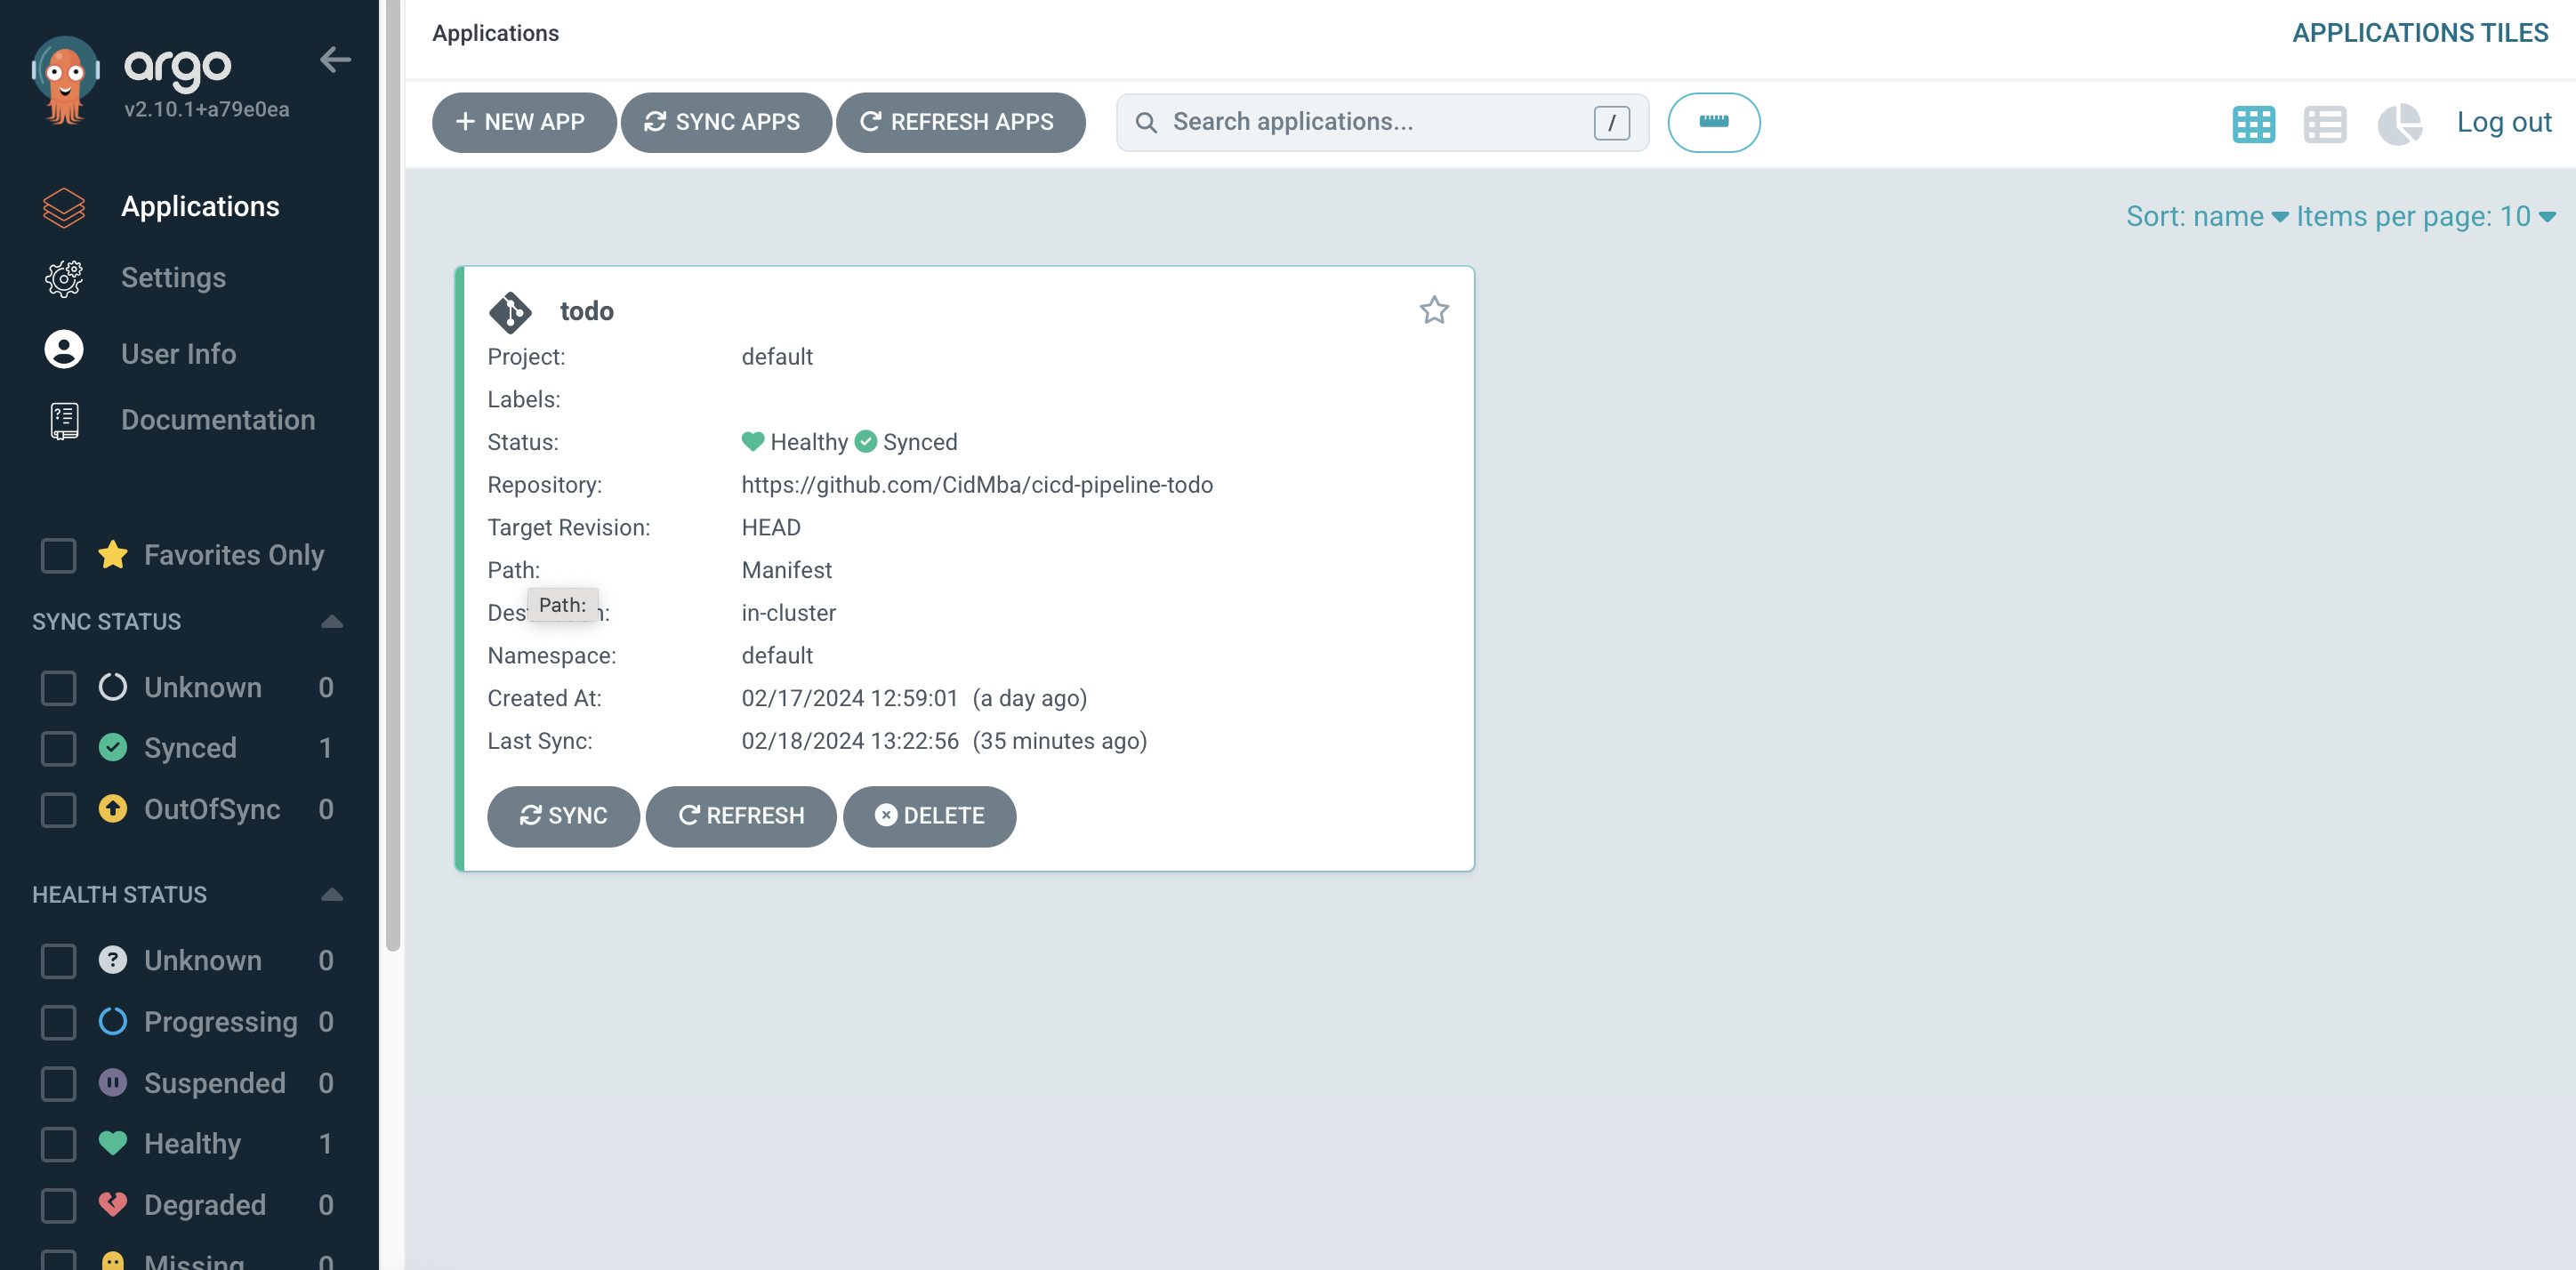 argo
v2.10.1+a79e0ea
Applications
Settings
User Info
Documentation
Favorites Only
SYNC STATUS
Unknown 0
Synced 1
OutOfSync 0
HEALTH STATUS
Unknown 0
Progressing 0
Suspended 0
Healthy 1
Degraded 0
Missing 0
Applications
APPLICATIONS TILES
+ NEW APP
SYNC APPS
REFRESH APPS
Search applications... /
Log out
Sort: name Items per page: 10
todo
Project: default
Labels:
Status: Healthy Synced
Repository: https://github.com/CidMba/cicd-pipeline-todo
Target Revision: HEAD
Path: Manifest
Path:
in-cluster
Namespace: default
Created At: 02/17/2024 12:59:01 (a day ago)
Last Sync: 02/18/2024 13:22:56 (35 minutes ago)
SYNC
REFRESH
DELETE